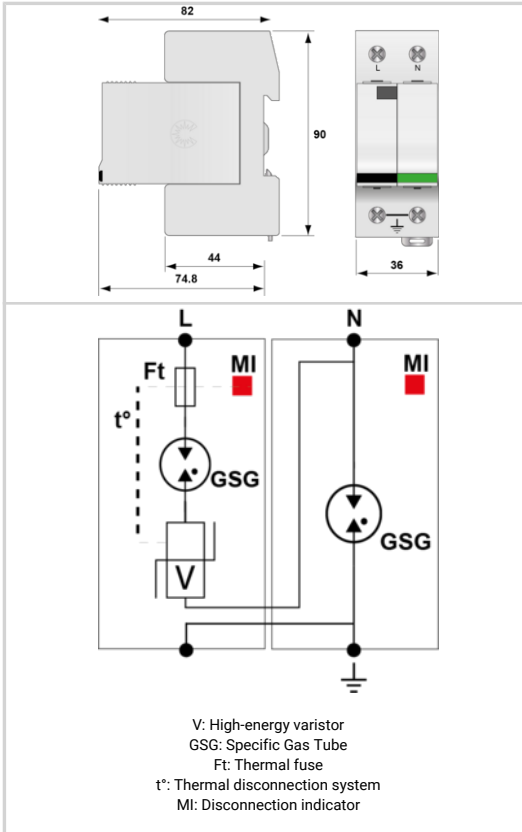 82
L N
90
44
74.8
36
L N
MI MI
Ft
t°
GSG
GSG
V
V: High-energy varistor
GSG: Specific Gas Tube
Ft: Thermal fuse
t°: Thermal disconnection system
MI: Disconnection indicator